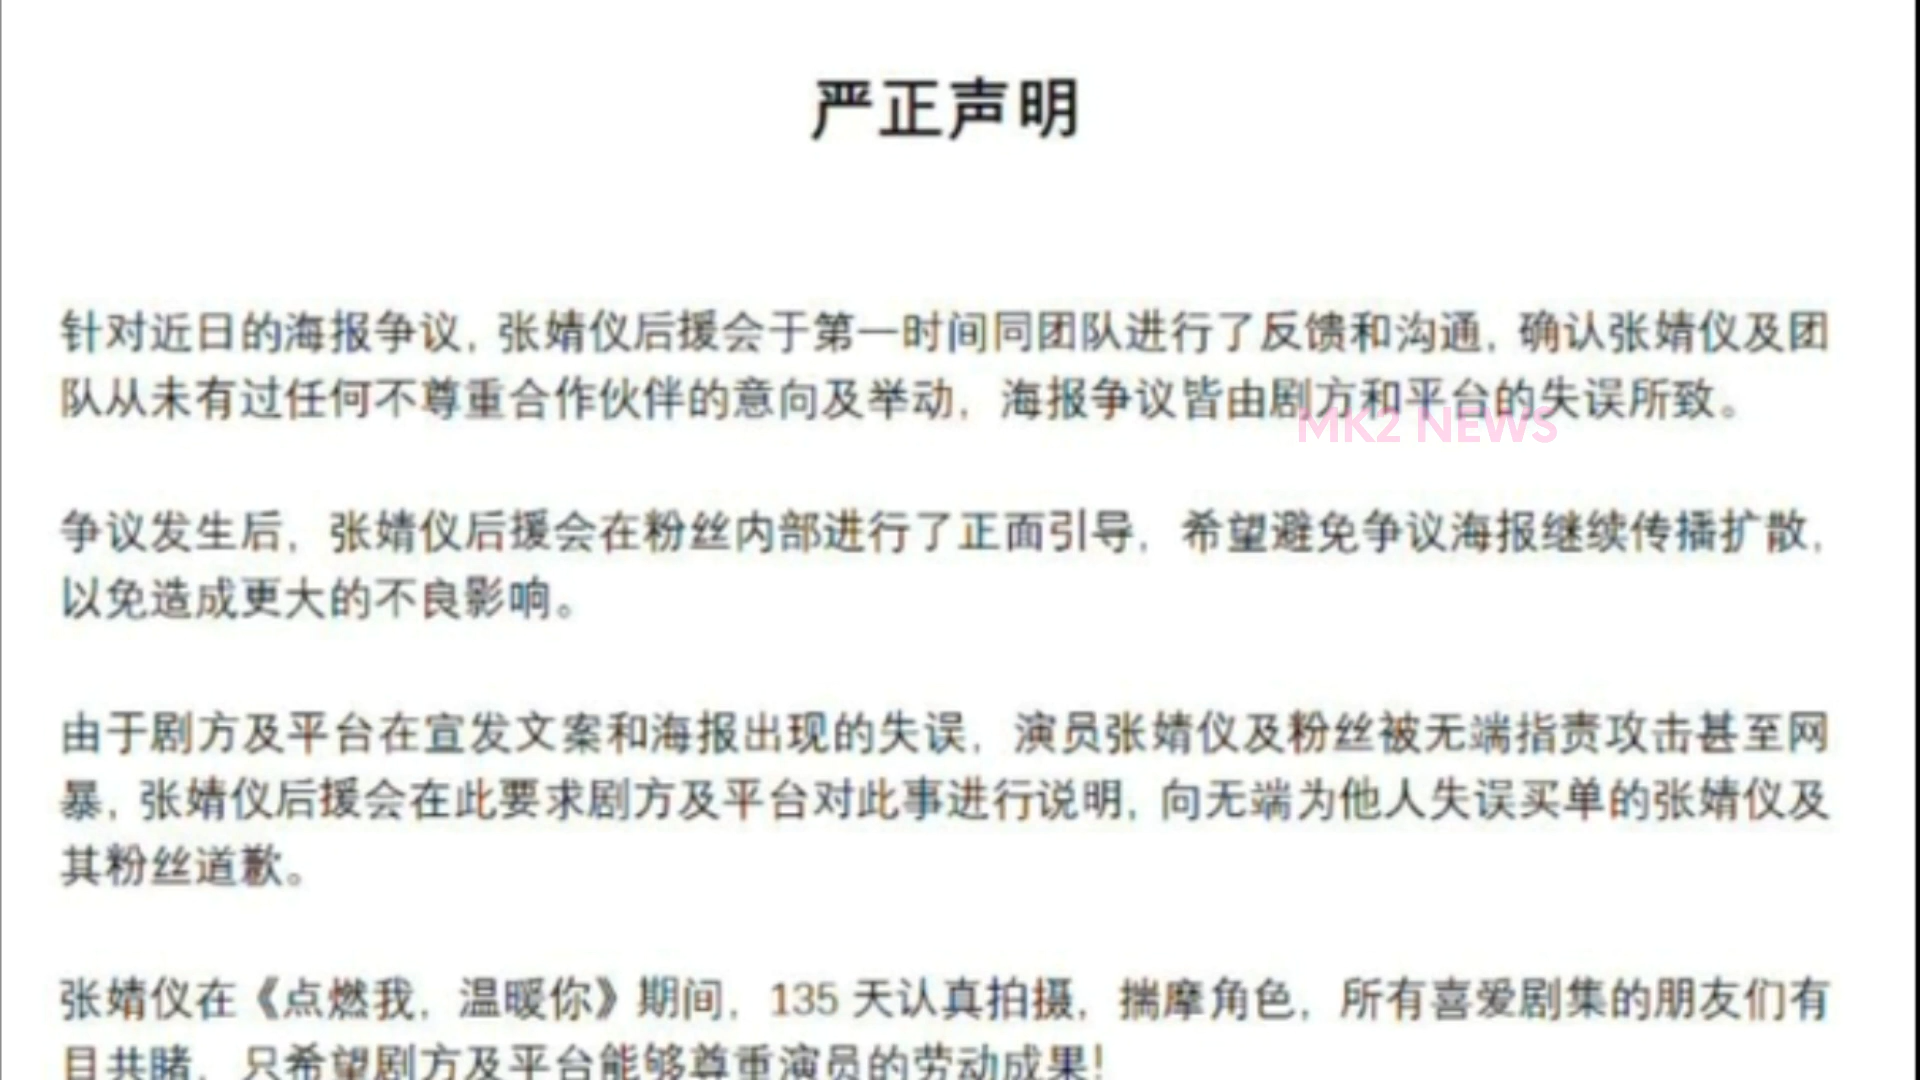 严正声明
针对近日的海报争议，张婧仪后援会于第一时间同团队进行了反馈和沟通，确认张婧仪及团
队从未有过任何不尊重合作伙伴的意向及举动，海报争议皆由剧方和平台的失误所致。
MK2 NEWS
争议发生后，张婧仪后援会在粉丝内部进行了正面引导，希望避免争议海报继续传播扩散，
以免造成更大的不良影响。
由于剧方及平台在宣发文案和海报出现的失误，演员张婧仪及粉丝被无端指责攻击甚至网
暴，张婧仪后援会在此要求剧方及平台对此事进行说明，向无端为他人失误买单的张婧仪及
其粉丝道歉。
张婧仪在《点燃我，温暖你》期间，135 天认真拍摄，揣摩角色，所有喜爱剧集的朋友们有
目共睹，只希望剧方及平台能够尊重演员的劳动成果！